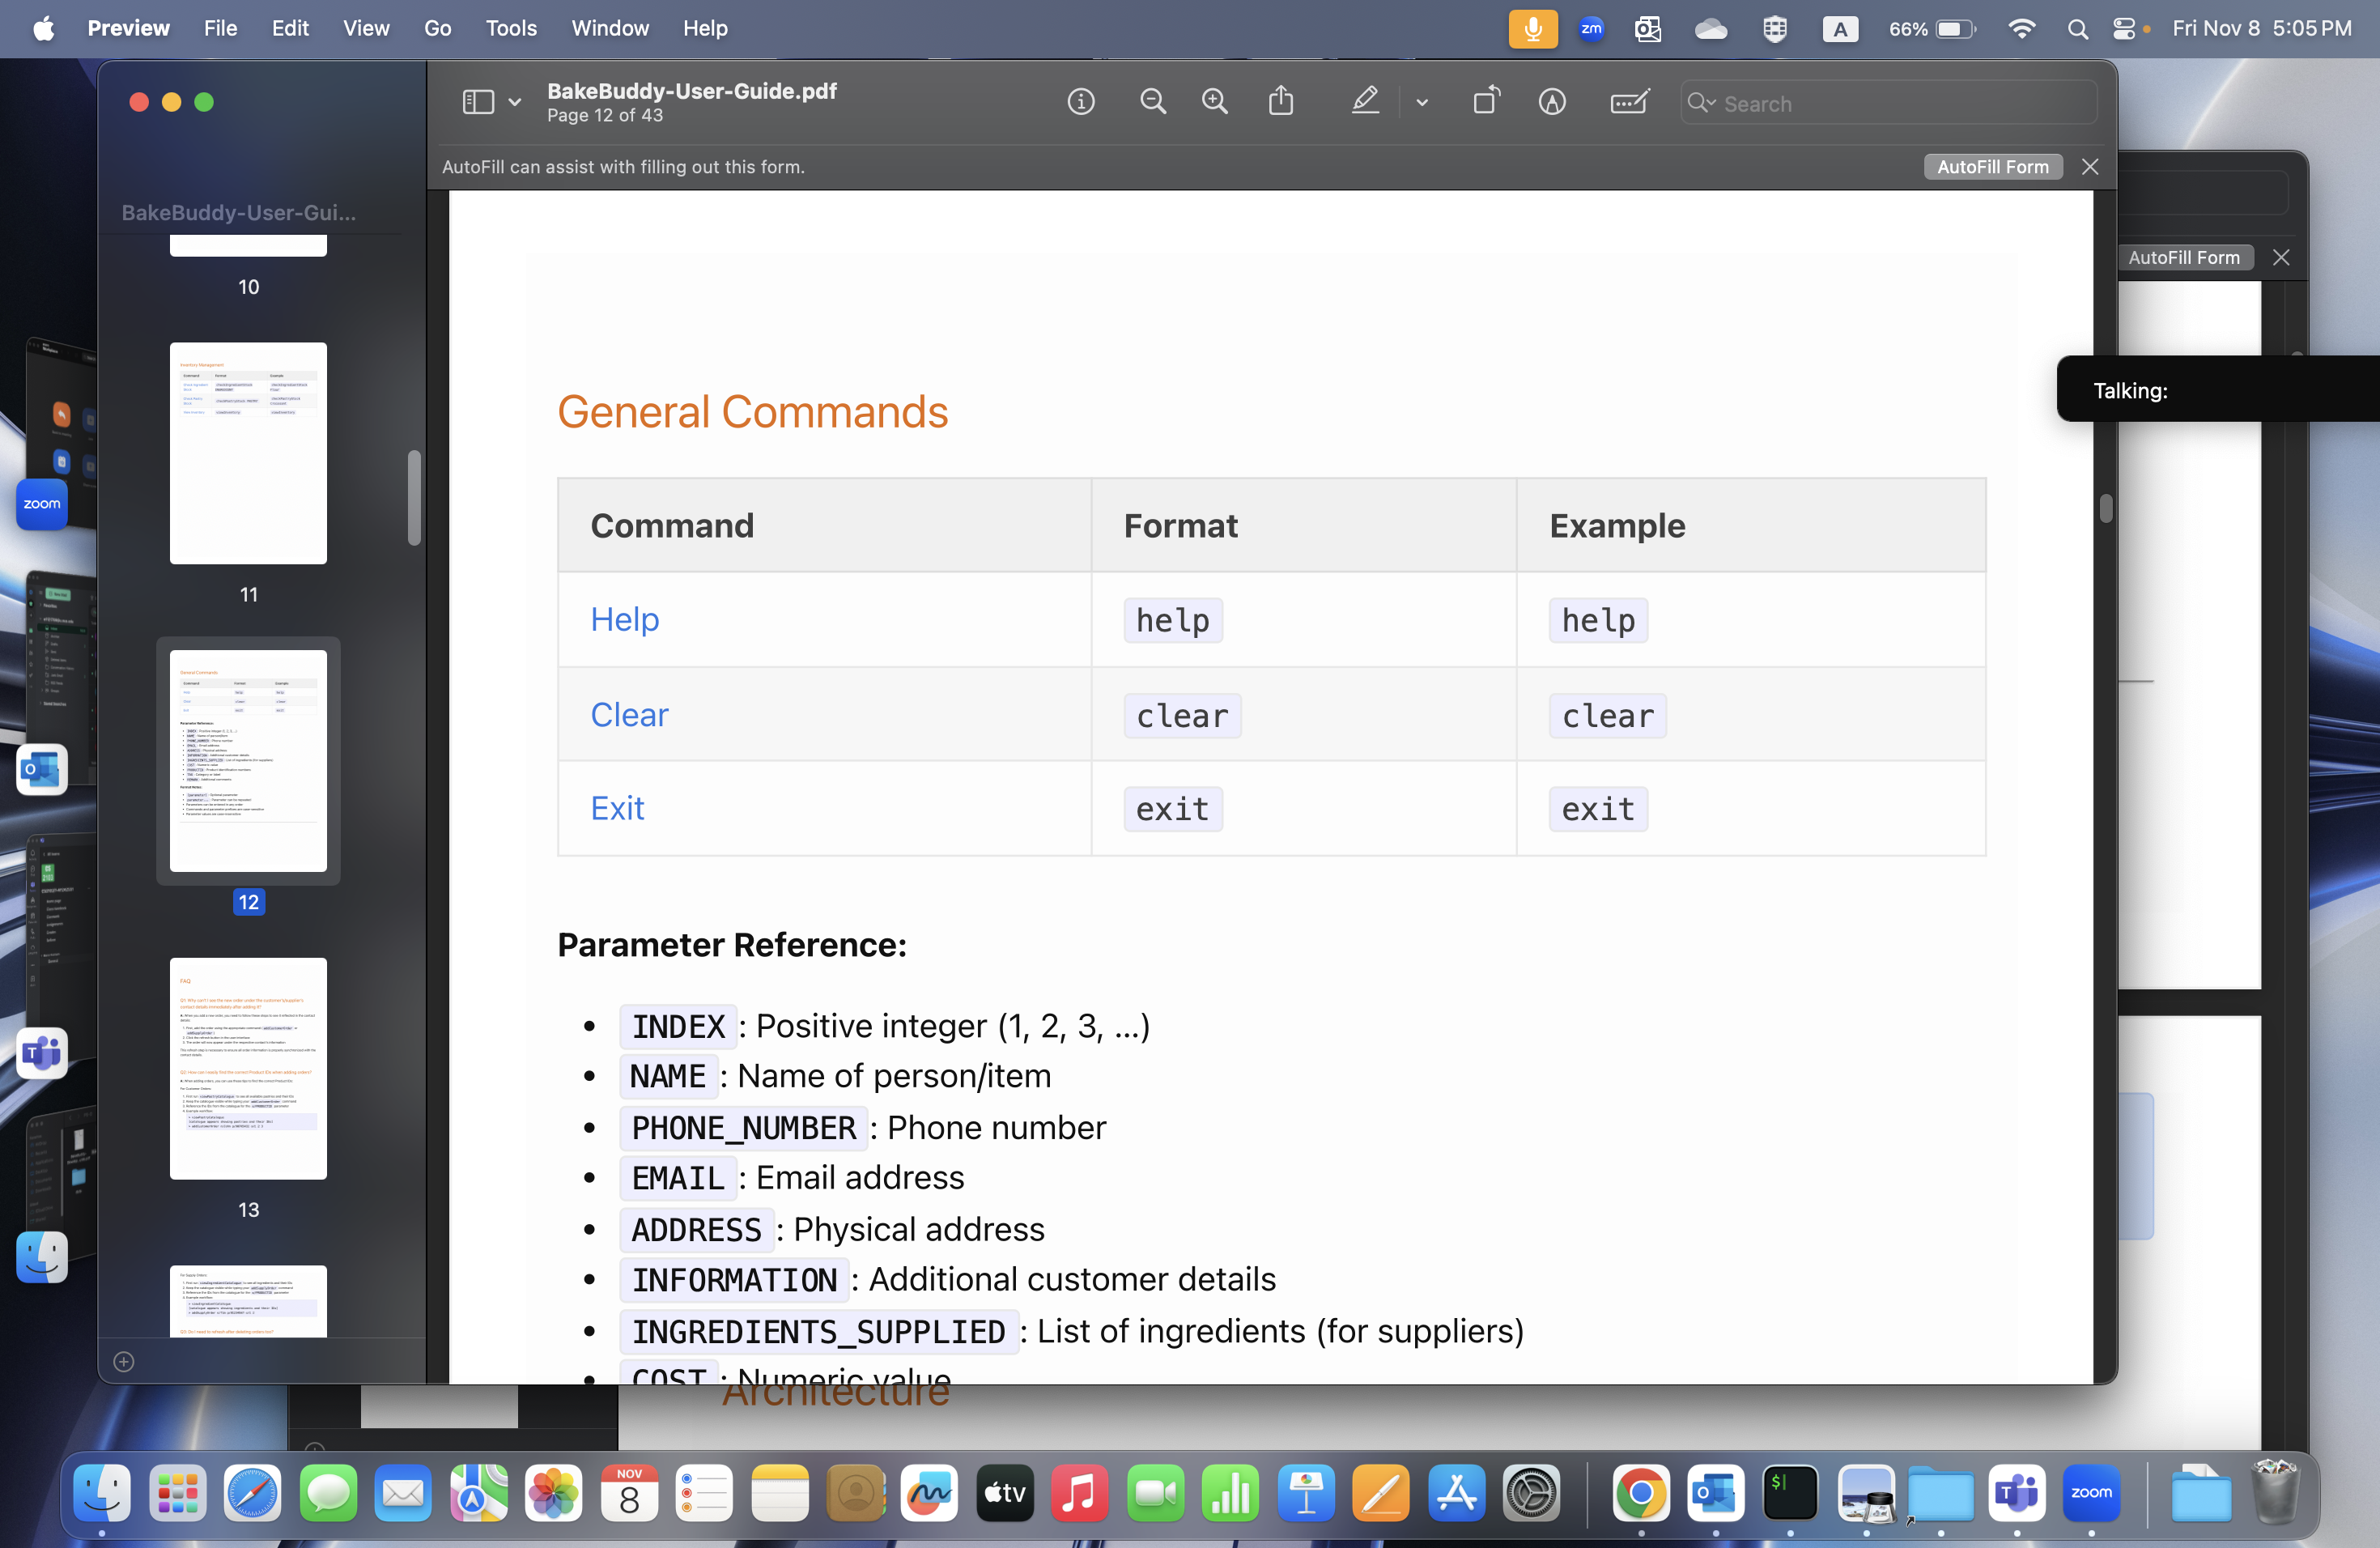 Preview File Edit View Go Tools Window Help
zm A 66% Fri Nov 8 5:05 PM
BakeBuddy-User-Guide.pdf
Page 12 of 43
Search
AutoFill can assist with filling out this form.
AutoFill Form
AutoFill Form
BakeBuddy-User-Gui...
10
11
12
13
Talking:
General Commands
Command Format Example
Help help help
Clear clear clear
Exit exit exit
Parameter Reference:
• INDEX : Positive integer (1, 2, 3, ...)
• NAME : Name of person/item
• PHONE_NUMBER : Phone number
• EMAIL : Email address
• ADDRESS : Physical address
• INFORMATION : Additional customer details
• INGREDIENTS_SUPPLIED : List of ingredients (for suppliers)
• COST : Numeric value
Architecture
zoom
NOV
8
tv
zoom